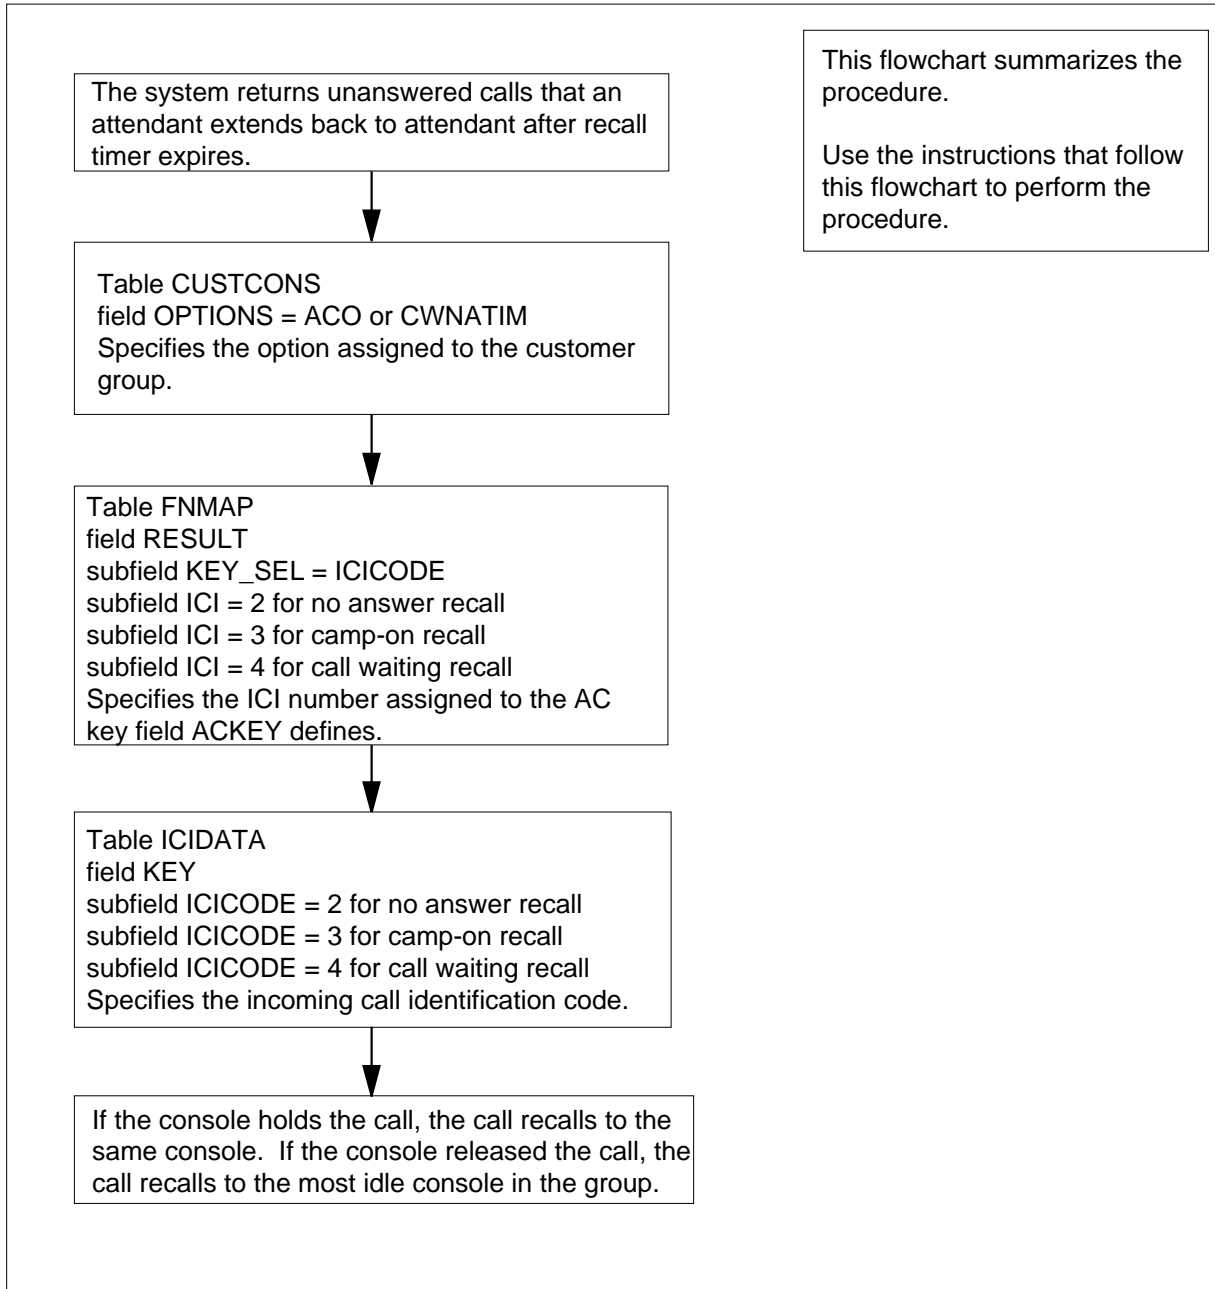 This flowchart summarizes the
procedure.
Use the instructions that follow
this flowchart to perform the
procedure.
The system returns unanswered calls that an
attendant extends back to attendant after recall
timer expires.
Table CUSTCONS
field OPTIONS = ACO or CWNATIM
Specifies the option assigned to the customer
group.
Table FNMAP
field RESULT
subfield KEY_SEL = ICICODE
subfield ICI = 2 for no answer recall
subfield ICI = 3 for camp-on recall
subfield ICI = 4 for call waiting recall
Specifies the ICI number assigned to the AC
key field ACKEY defines.
Table ICIDATA
field KEY
subfield ICICODE = 2 for no answer recall
subfield ICICODE = 3 for camp-on recall
subfield ICICODE = 4 for call waiting recall
Specifies the incoming call identification code.
If the console holds the call, the call recalls to the
same console.  If the console released the call, the
call recalls to the most idle console in the group.